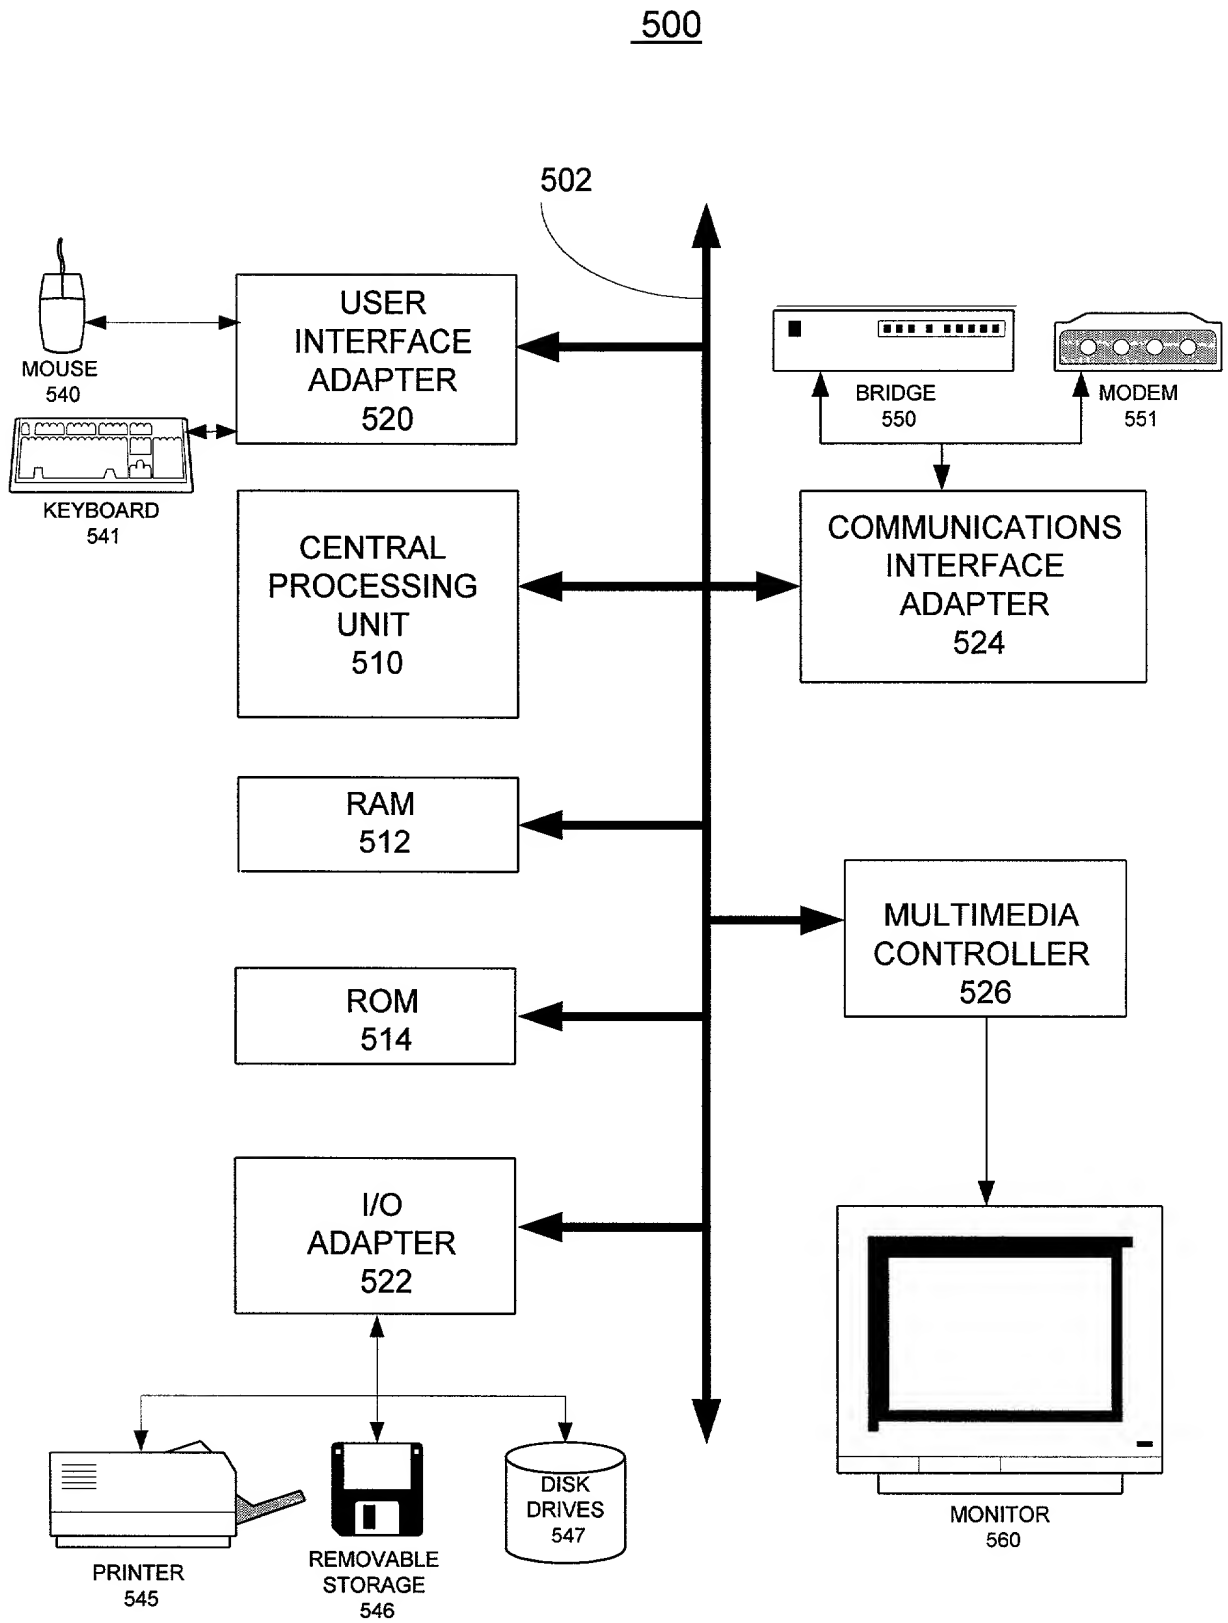 500
502
USER
INTERFACE
ADAPTER
520
MOUSE
540
KEYBOARD
541
BRIDGE
550
MODEM
551
CENTRAL
PROCESSING
UNIT
510
COMMUNICATIONS
INTERFACE
ADAPTER
524
RAM
512
MULTIMEDIA
CONTROLLER
526
ROM
514
I/O
ADAPTER
522
PRINTER
545
REMOVABLE
STORAGE
546
DISK
DRIVES
547
MONITOR
560